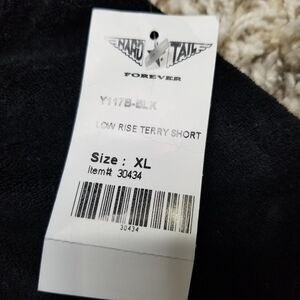 HARD TAIL
FOREVER
Y117B-BLK
LOW RISE TERRY SHORT
Size : XL
Item# 30434
30434